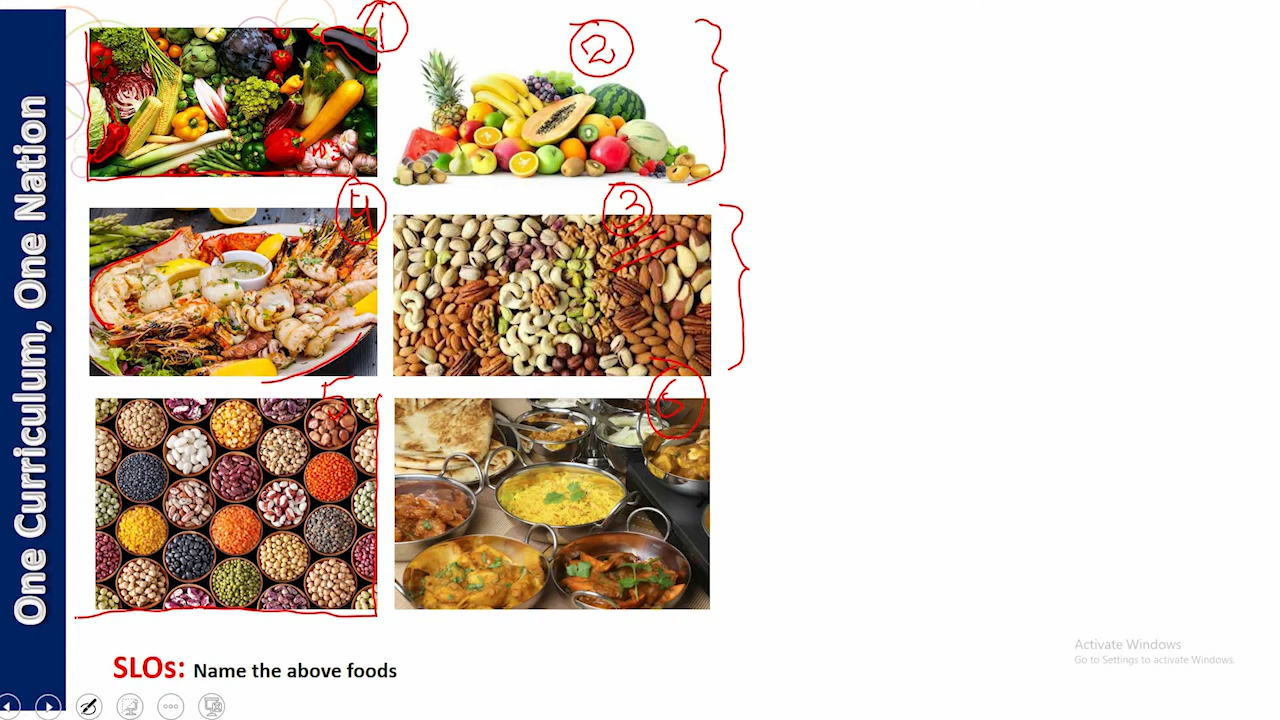 One Curriculum, One Nation
1
2
4
3
5
6
SLOs: Name the above foods
Activate Windows
Go to Settings to activate Windows.